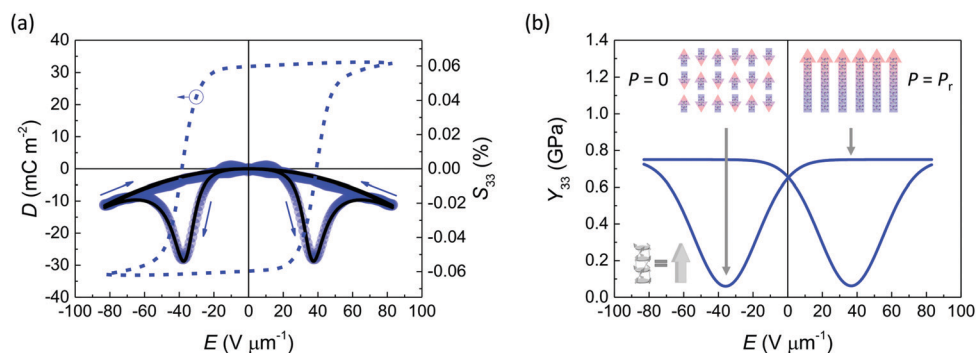 (a)
40
30
20
10
0
-10
-20
-30
-40
D (mC m⁻²)
0.06
0.04
0.02
0.00
-0.02
-0.04
-0.06
S₃₃ (%)
-100 -80 -60 -40 -20 0 20 40 60 80 100
E (V μm⁻¹)
(b)
1.4
1.2
1.0
0.8
0.6
0.4
0.2
0.0
Y₃₃ (GPa)
P = 0
P = Pᵣ
=
-100 -80 -60 -40 -20 0 20 40 60 80 100
E (V μm⁻¹)